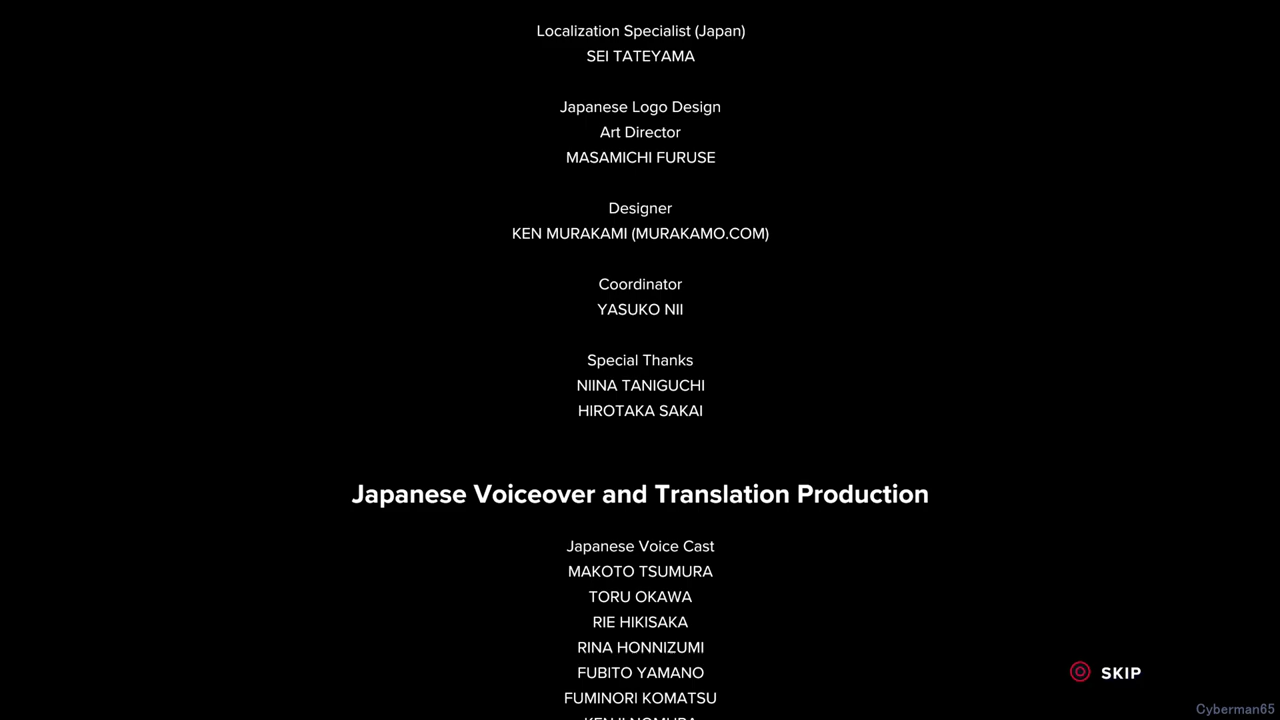 Localization Specialist (Japan)
SEI TATEYAMA
Japanese Logo Design
Art Director
MASAMICHI FURUSE
Designer
KEN MURAKAMI (MURAKAMO.COM)
Coordinator
YASUKO NII
Special Thanks
NIINA TANIGUCHI
HIROTAKA SAKAI
Japanese Voiceover and Translation Production
Japanese Voice Cast
MAKOTO TSUMURA
TORU OKAWA
RIE HIKISAKA
RINA HONNIZUMI
FUBITO YAMANO
FUMINORI KOMATSU
KENJI NOMURA
SKIP
Cyberman65